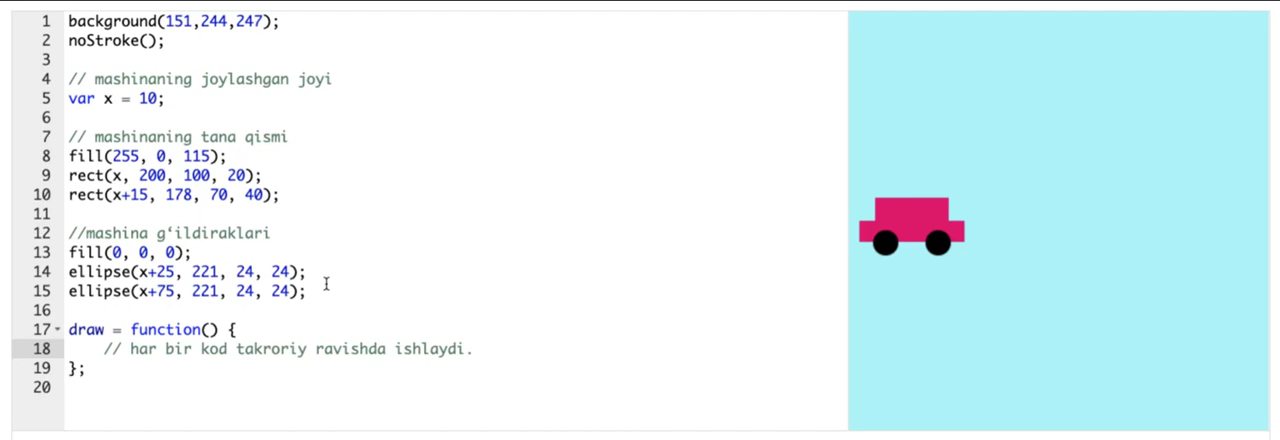 1 background(151,244,247);
2 noStroke();
3
4 // mashinaning joylashgan joyi
5 var x = 10;
6
7 // mashinaning tana qismi
8 fill(255, 0, 115);
9 rect(x, 200, 100, 20);
10 rect(x+15, 178, 70, 40);
11
12 //mashina g‘ildiraklari
13 fill(0, 0, 0);
14 ellipse(x+25, 221, 24, 24);
15 ellipse(x+75, 221, 24, 24);
16
17 draw = function() {
18 // har bir kod takroriy ravishda ishlaydi.
19 };
20